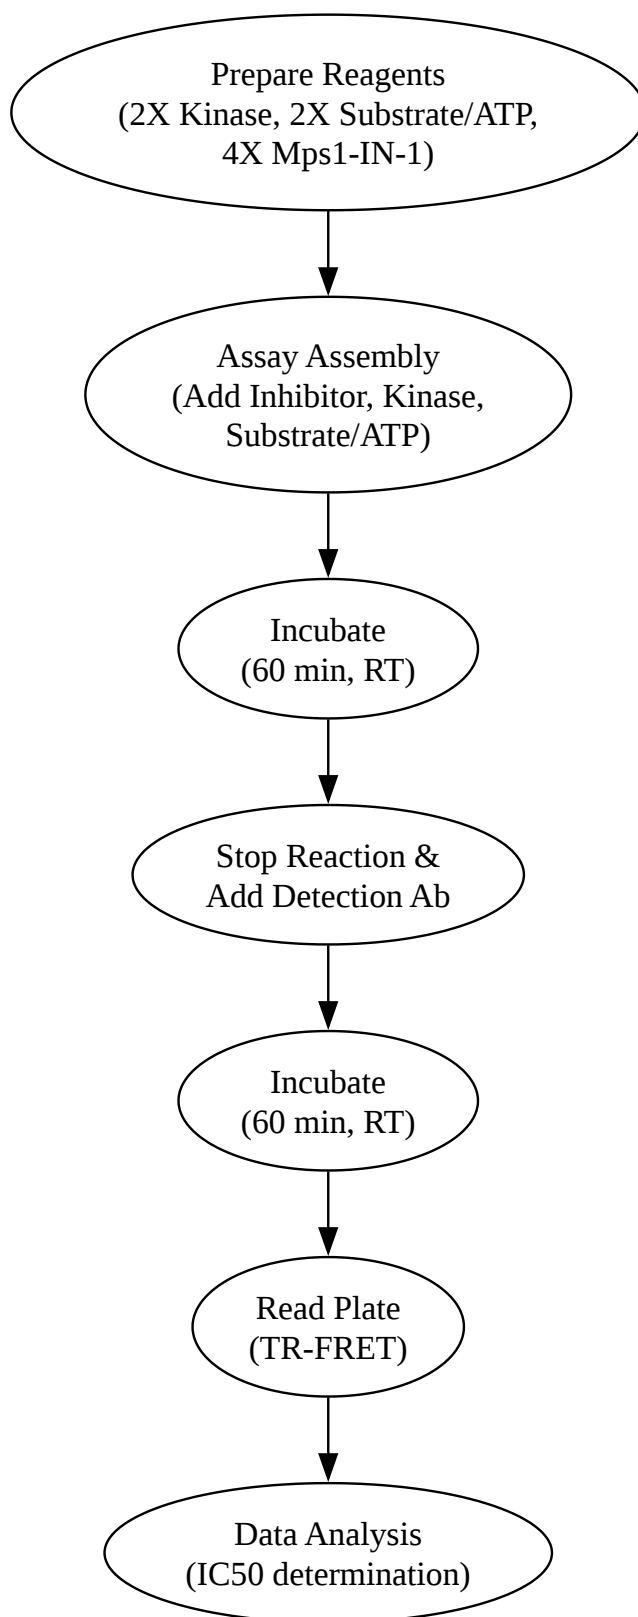 Prepare Reagents
(2X Kinase, 2X Substrate/ATP,
4X Mps1-IN-1)
Assay Assembly
(Add Inhibitor, Kinase,
Substrate/ATP)
Incubate
(60 min, RT)
Stop Reaction &
Add Detection Ab
Incubate
(60 min, RT)
Read Plate
(TR-FRET)
Data Analysis
(IC50 determination)